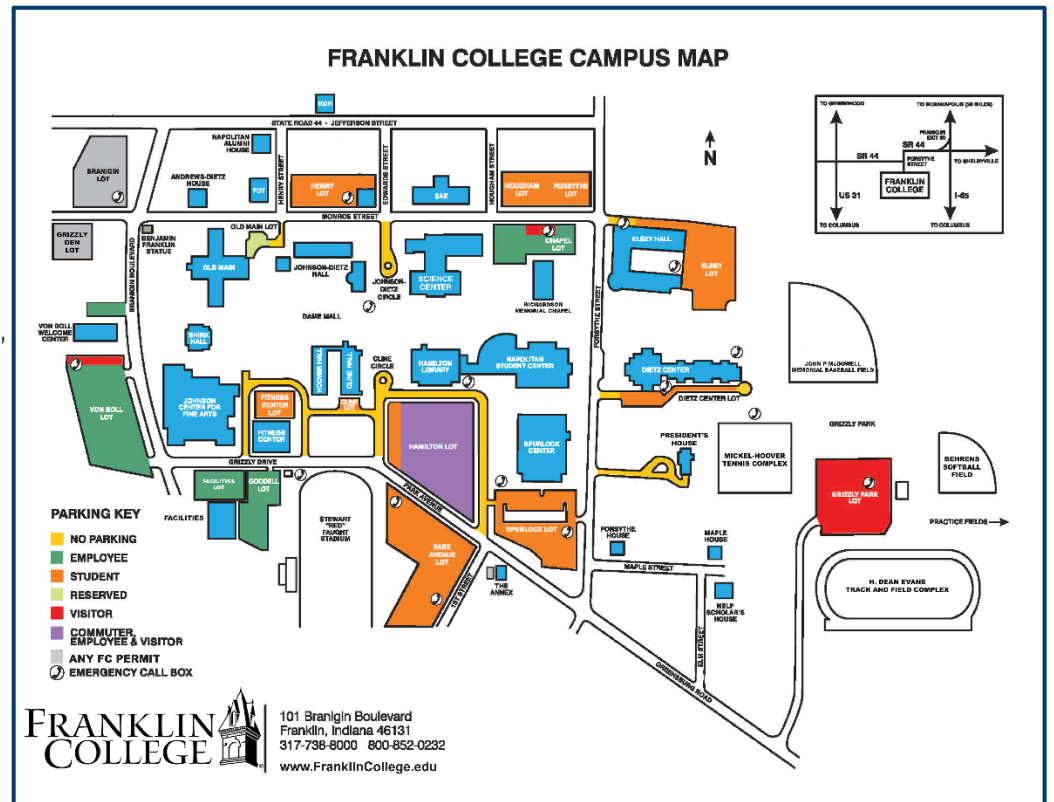 FRANKLIN COLLEGE CAMPUS MAP
KGR
STATE ROAD 44 - JEFFERSON STREET
TO GREENWOOD
TO INDIANAPOLIS (25 MILES)
FRANKLIN
EXIT 90
SR 44
SR 44
FORSYTHE
STREET
TO SHELBYVILLE
FRANKLIN
COLLEGE
US 31
I-65
TO COLUMBUS
TO COLUMBUS
N
BRANIGIN
LOT
NAPOLITAN
ALUMNI
HOUSE
ANDREWS-DIETZ
HOUSE
HENRY STREET
HENRY
LOT
EDWARDS STREET
SAE
HOUGHAM STREET
HOUGHAM
LOT
FORSYTHE
LOT
MONROE STREET
GRIZZLY
DEN LOT
BENJAMIN
FRANKLIN
STATUE
OLD MAIN LOT
BRANIGIN BOULEVARD
OLD MAIN
JOHNSON-DIETZ
HALL
JOHNSON-
DIETZ
CIRCLE
SCIENCE
CENTER
CHAPEL
LOT
RICHARDSON
MEMORIAL CHAPEL
FORSYTHE STREET
ELSEY HALL
ELSEY
LOT
DAME MALL
VON BOLL
WELCOME
CENTER
SHIRK
HALL
HOOVER HALL
CLINE HALL
CLINE
CIRCLE
HAMILTON
LIBRARY
NAPOLITAN
STUDENT CENTER
DIETZ CENTER
DIETZ CENTER LOT
JOHN P. McDOWELL
MEMORIAL BASEBALL FIELD
VON BOLL
LOT
JOHNSON
CENTER FOR
FINE ARTS
FITNESS
CENTER
LOT
FITNESS
CENTER
HAMILTON LOT
SPURLOCK
CENTER
PRESIDENT'S
HOUSE
MICKEL-HOOVER
TENNIS COMPLEX
GRIZZLY PARK
BEHRENS
SOFTBALL
FIELD
GRIZZLY DRIVE
FACILITIES
LOT
GOODELL
LOT
FACILITIES
PARK AVENUE
STEWART
"RED"
FAUGHT
STADIUM
PARK
AVENUE
LOT
SPURLOCK LOT
1ST STREET
THE
ANNEX
FORSYTHE
HOUSE
MAPLE
HOUSE
MAPLE STREET
GRIZZLY PARK
LOT
PRACTICE FIELDS
H. DEAN EVANS
TRACK AND FIELD COMPLEX
HELP
SCHOLAR'S
HOUSE
ELM STREET
GREENSBURG ROAD
PARKING KEY
NO PARKING
EMPLOYEE
STUDENT
RESERVED
VISITOR
COMMUTER,
EMPLOYEE & VISITOR
ANY FC PERMIT
EMERGENCY CALL BOX
FRANKLIN
COLLEGE
101 Branigin Boulevard
Franklin, Indiana 46131
317-738-8000 800-852-0232
www.FranklinCollege.edu